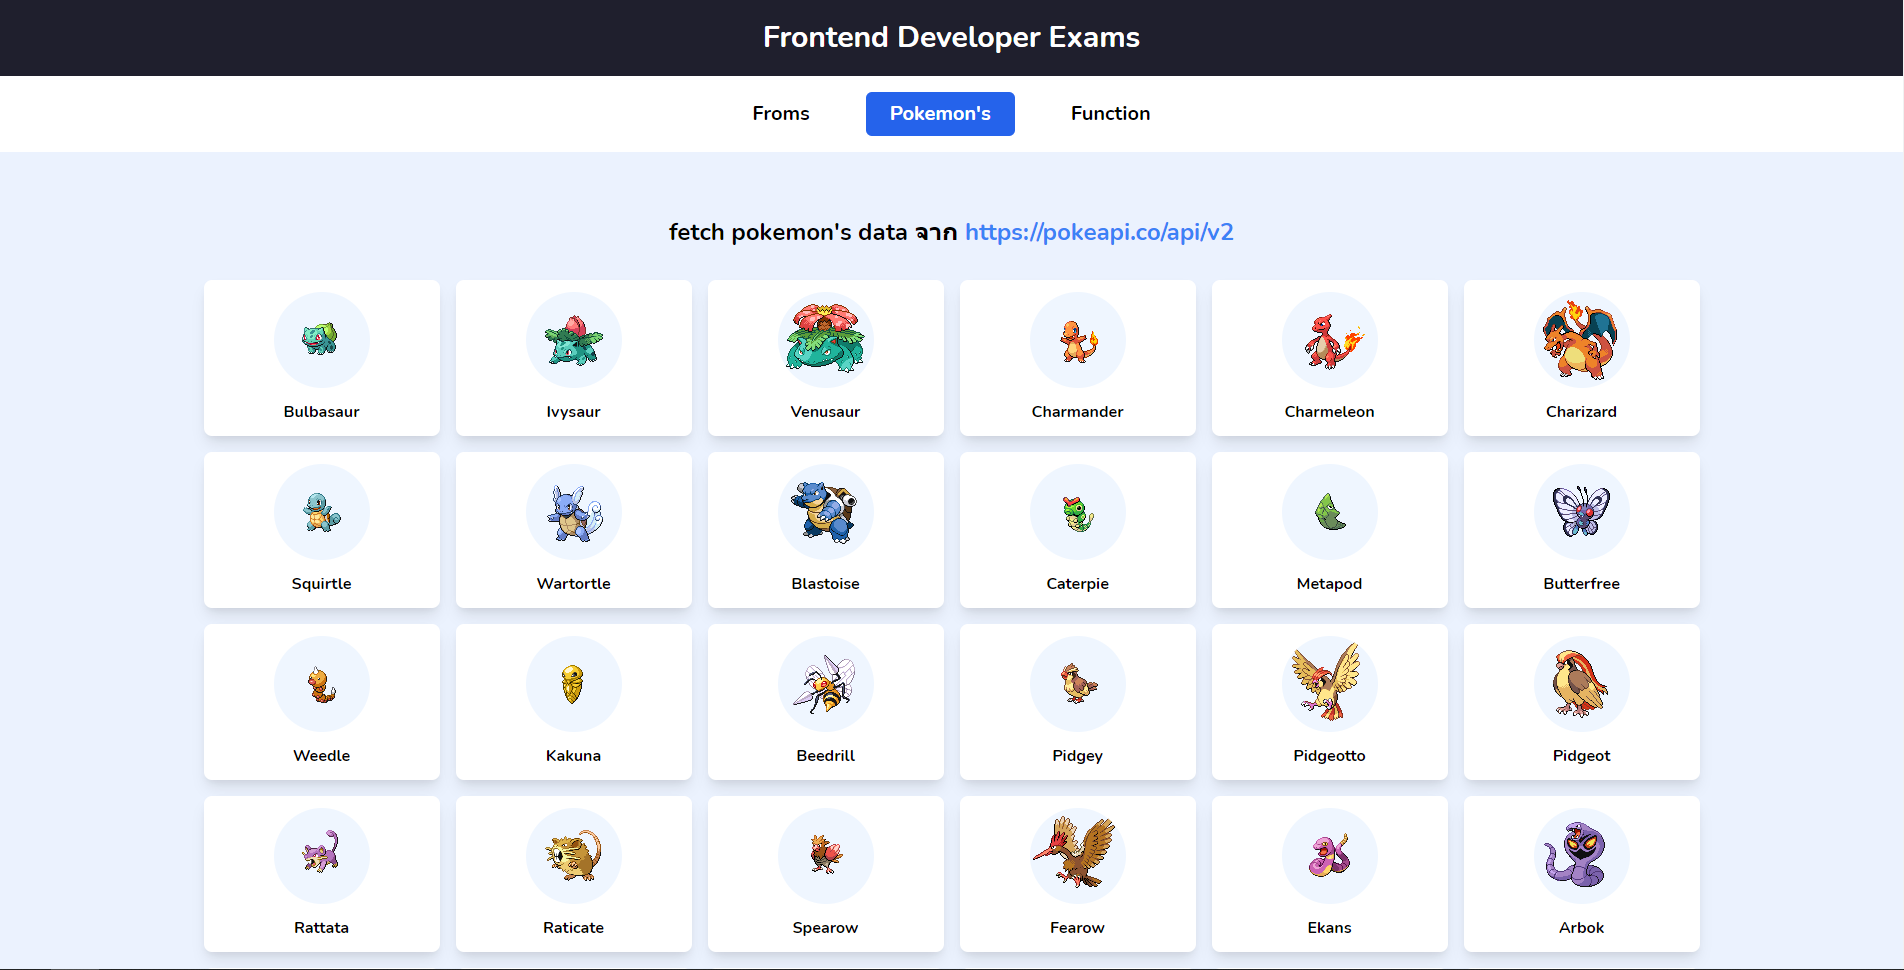 Frontend Developer Exams
Froms Pokemon's Function
fetch pokemon's data จาก https://pokeapi.co/api/v2
Bulbasaur Ivysaur Venusaur Charmander Charmeleon Charizard
Squirtle Wartortle Blastoise Caterpie Metapod Butterfree
Weedle Kakuna Beedrill Pidgey Pidgeotto Pidgeot
Rattata Raticate Spearow Fearow Ekans Arbok